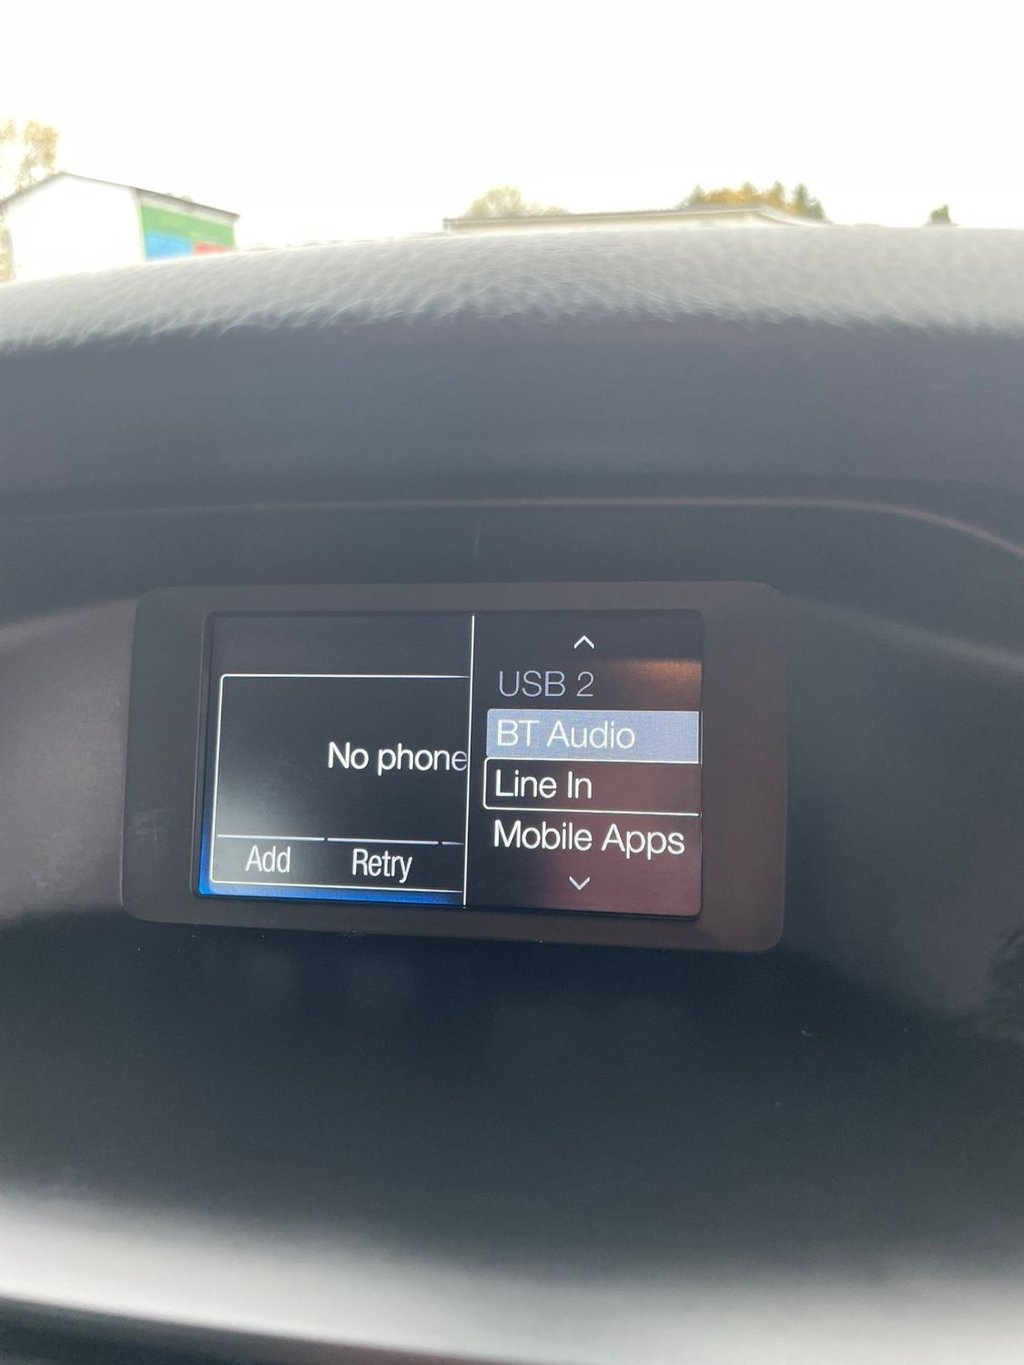 No phone
Add
Retry
USB 2
BT Audio
Line In
Mobile Apps